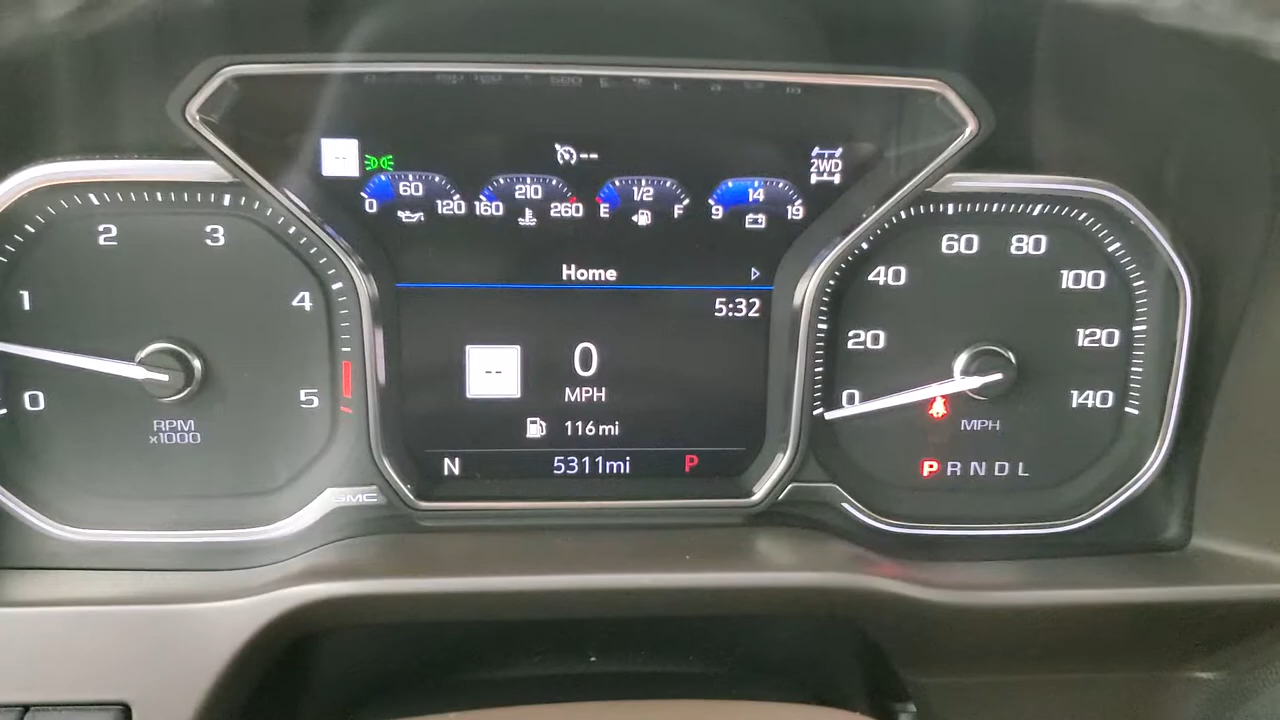 --
--
2WD
60
0 120
210
160 260
1/2
E F
14
9 19
Home
5:32
--
0
MPH
116 mi
N 5311mi P
0 1 2 3 4 5
RPM
x1000
GMC
0 20 40 60 80 100 120 140
MPH
PRNDL